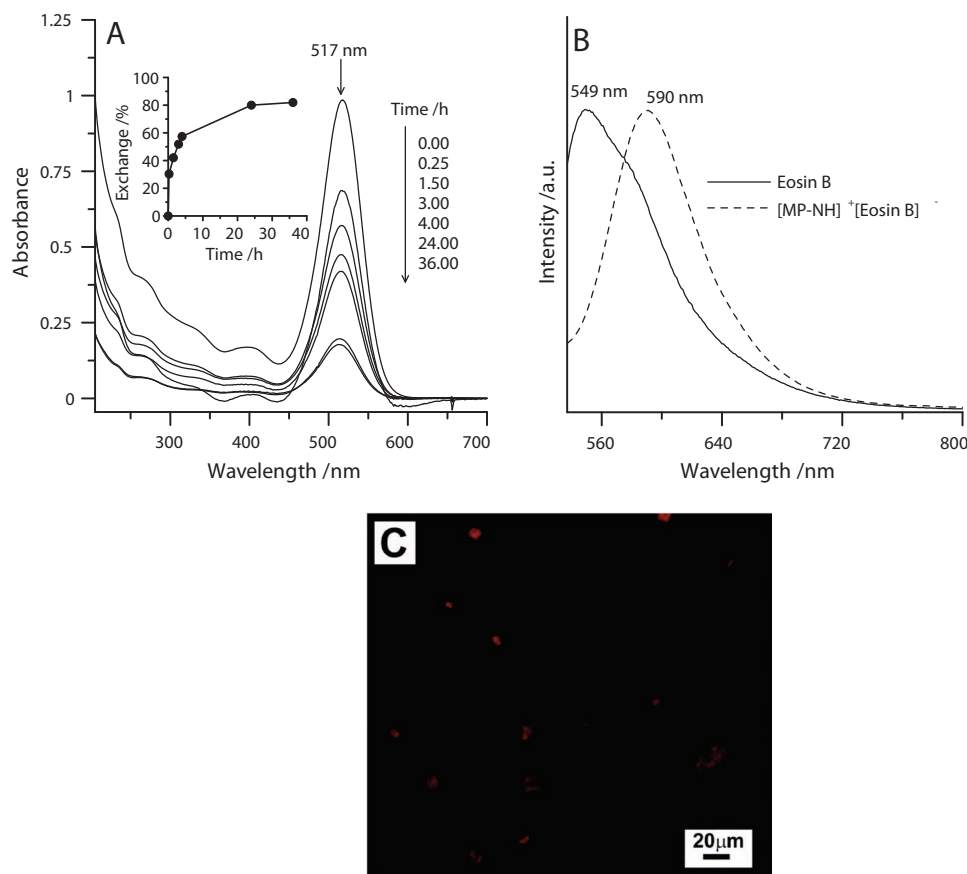 A
517 nm
Time /h
0.00
0.25
1.50
3.00
4.00
24.00
36.00
1.25
1
0.75
0.5
0.25
0
Absorbance
300 400 500 600 700
Wavelength /nm
100
80
60
40
20
0
Exchange /%
0 10 20 30 40
Time /h
B
549 nm
590 nm
Eosin B
[MP-NH] +[Eosin B] -
Intensity /a.u.
560 640 720 800
Wavelength /nm
C
20μm